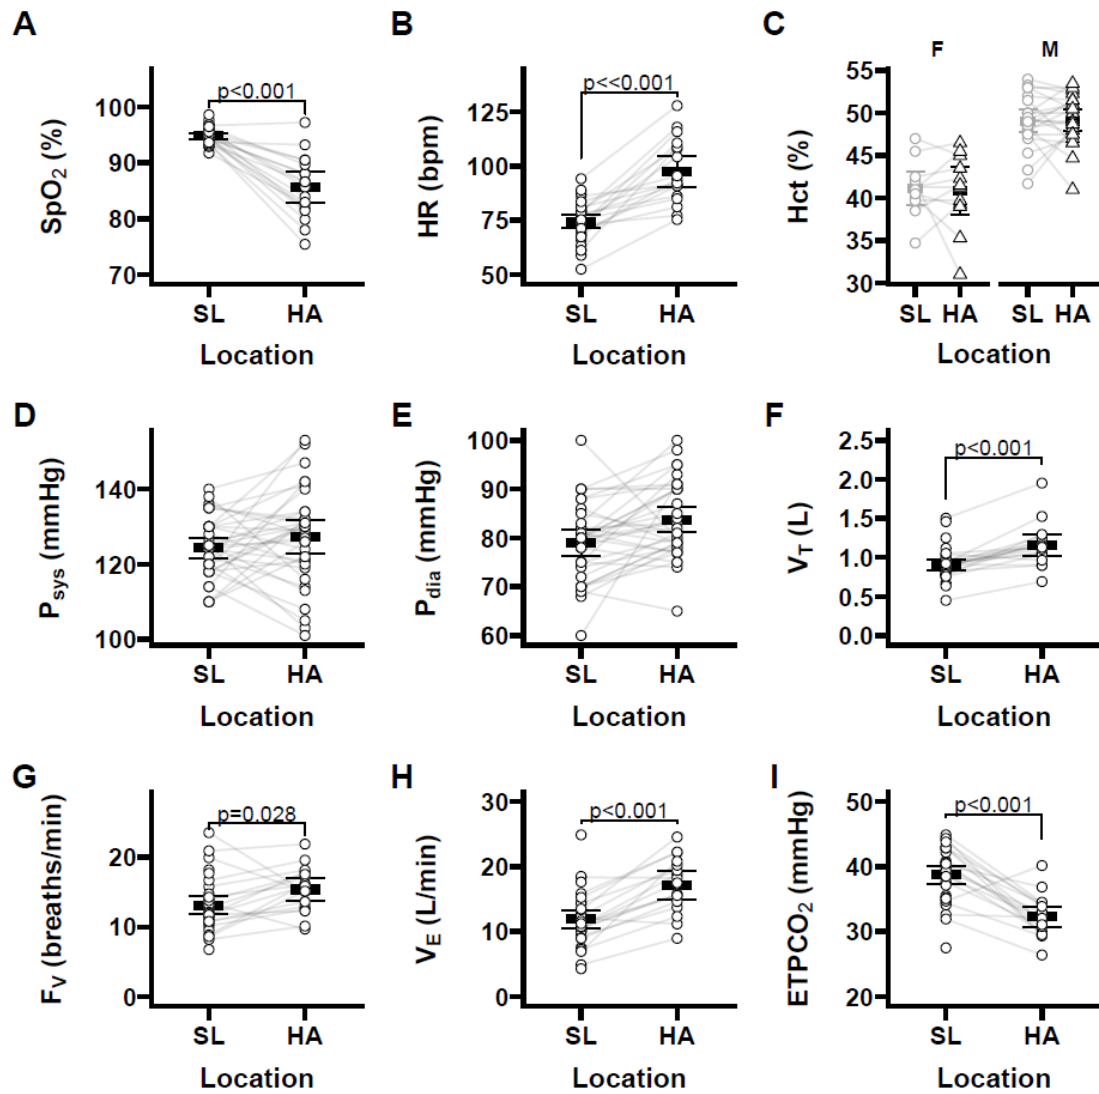 A
SpO2 (%)
100
90
80
70
p<0.001
SL HA
Location
B
HR (bpm)
125
100
75
50
p<<0.001
SL HA
Location
C
F M
Hct (%)
55
50
45
40
35
30
SL HA SL HA
Location
D
Psys (mmHg)
140
120
100
SL HA
Location
E
Pdia (mmHg)
100
90
80
70
60
SL HA
Location
F
VT (L)
2.5
2.0
1.5
1.0
0.5
0.0
p<0.001
SL HA
Location
G
FV (breaths/min)
20
10
0
p=0.028
SL HA
Location
H
VE (L/min)
30
20
10
0
p<0.001
SL HA
Location
I
ETPCO2 (mmHg)
50
40
30
20
p<0.001
SL HA
Location